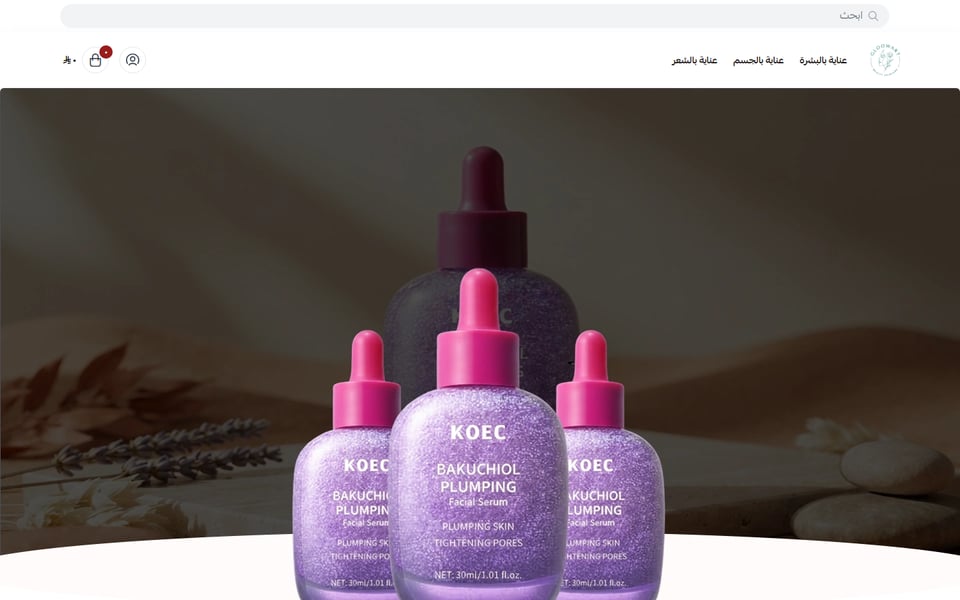 ابحث
عناية بالبشرة
عناية بالجسم
عناية بالشعر
٠
٠
KOEC
BAKUCHIOL
PLUMPING
Facial Serum
PLUMPING SKIN
TIGHTENING PORES
NET: 30ml/1.01 fl.oz.
KOEC
BAKUCHIOL
PLUMPING
Facial Serum
PLUMPING SKIN
TIGHTENING PORES
NET: 30ml/1.01 fl.oz.
KOEC
BAKUCHIOL
PLUMPING
Facial Serum
PLUMPING SKIN
TIGHTENING PORES
NET: 30ml/1.01 fl.oz.